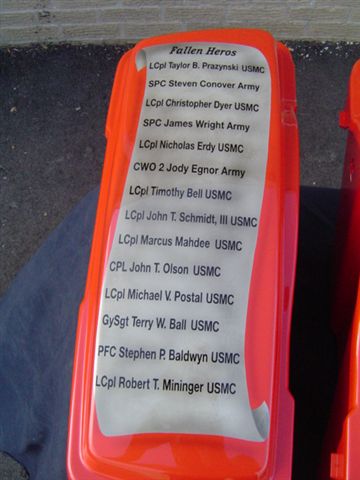 Fallen Heros
LCpl Taylor B. Prazynski USMC
SPC Steven Conover Army
LCpl Christopher Dyer USMC
SPC James Wright Army
LCpl Nicholas Erdy USMC
CWO 2 Jody Egnor Army
LCpl Timothy Bell USMC
LCpl John T. Schmidt, III USMC
LCpl Marcus Mahdee USMC
CPL John T. Olson USMC
LCpl Michael V. Postal USMC
GySgt Terry W. Ball USMC
PFC Stephen P. Baldwyn USMC
LCpl Robert T. Mininger USMC